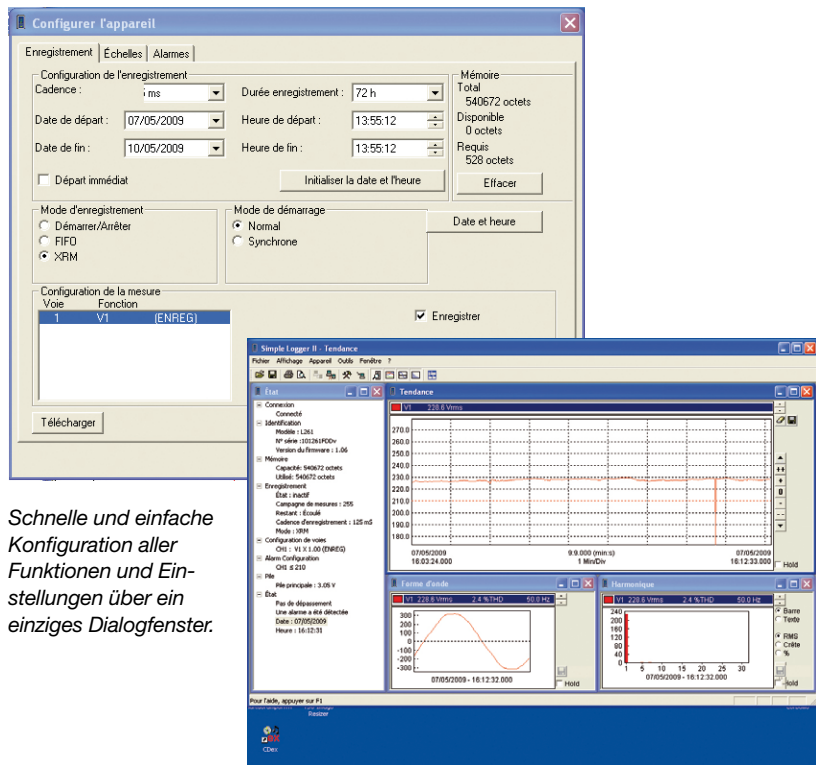 Configurer l'appareil
Enregistrement Échelles Alarmes
Configuration de l'enregistrement
Cadence : ms
Durée enregistrement : 72 h
Date de départ : 07/05/2009
Heure de départ : 13:55:12
Date de fin : 10/05/2009
Heure de fin : 13:55:12
Départ immédiat
Initialiser la date et l'heure
Mémoire
Total
540672 octets
Disponible
0 octets
Requis
528 octets
Effacer
Mode d'enregistrement
Démarrer/Arrêter
FIFO
XRM
Mode de démarrage
Normal
Synchrone
Date et heure
Configuration de la mesure
Voie Fonction
1 V1 (ENREG)
Enregistrer
Télécharger
Schnelle und einfache
Konfiguration aller
Funktionen und Ein-
stellungen über ein
einziges Dialogfenster.
Simple Logger II - Tendance
Fichier Affichage Appareil Outils Fenêtre ?
État
Connexion
Connecté
Identification
Modèle : L261
N° série :101261FDDv
Version du firmware : 1.06
Mémoire
Capacité: 540672 octets
Utilisé: 540672 octets
Enregistrement
État : inactif
Campagne de mesures : 255
Restant : Écoulé
Cadence d'enregistrement : 125 mS
Mode : XRM
Configuration de voies
CH1 : V1 X 1.00 (ENREG)
Alarm Configuration
CH1 ≤ 210
Pile
Pile principale : 3.05 V
État
Pas de dépassement
Une alarme a été détectée
Date : 07/05/2009
Heure : 16:12:31
Tendance
V1 228.6 Vrms
270.0
260.0
250.0
240.0
230.0
220.0
210.0
200.0
190.0
180.0
07/05/2009
16:03:24.000
9:9.000 (min:s)
1 Min/Div
07/05/2009
16:12:33.000
Hold
Forme d'onde
V1 228.6 Vrms 2.4 %THD 50.0 Hz
300
200
100
0
-100
-200
-300
07/05/2009 - 16:12:32.000
Hold
Harmonique
V1 228.6 Vrms 2.4 %THD 50.0 Hz
240
200
160
120
80
40
0
1 5 10 15 20 25 30
07/05/2009 - 16:12:32.000
Barre
Texte
RMS
Crête
%
Hold
Pour l'aide, appuyer sur F1
Resizer
CDex